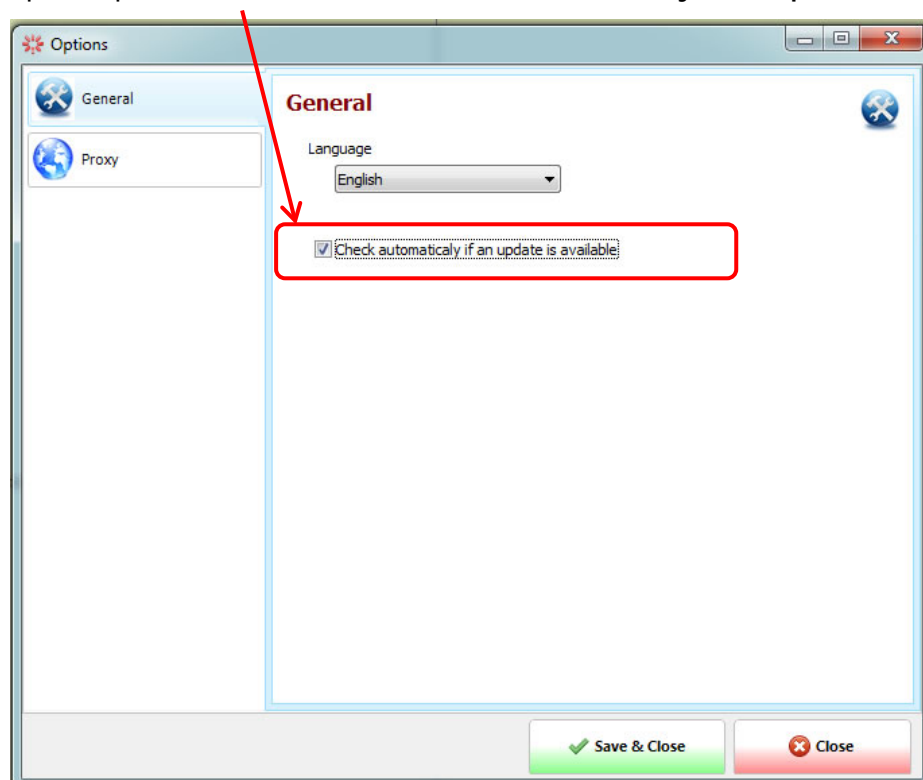 Options
General
General
Language
Proxy
English
Check automaticaly if an update is available
Save & Close
Close